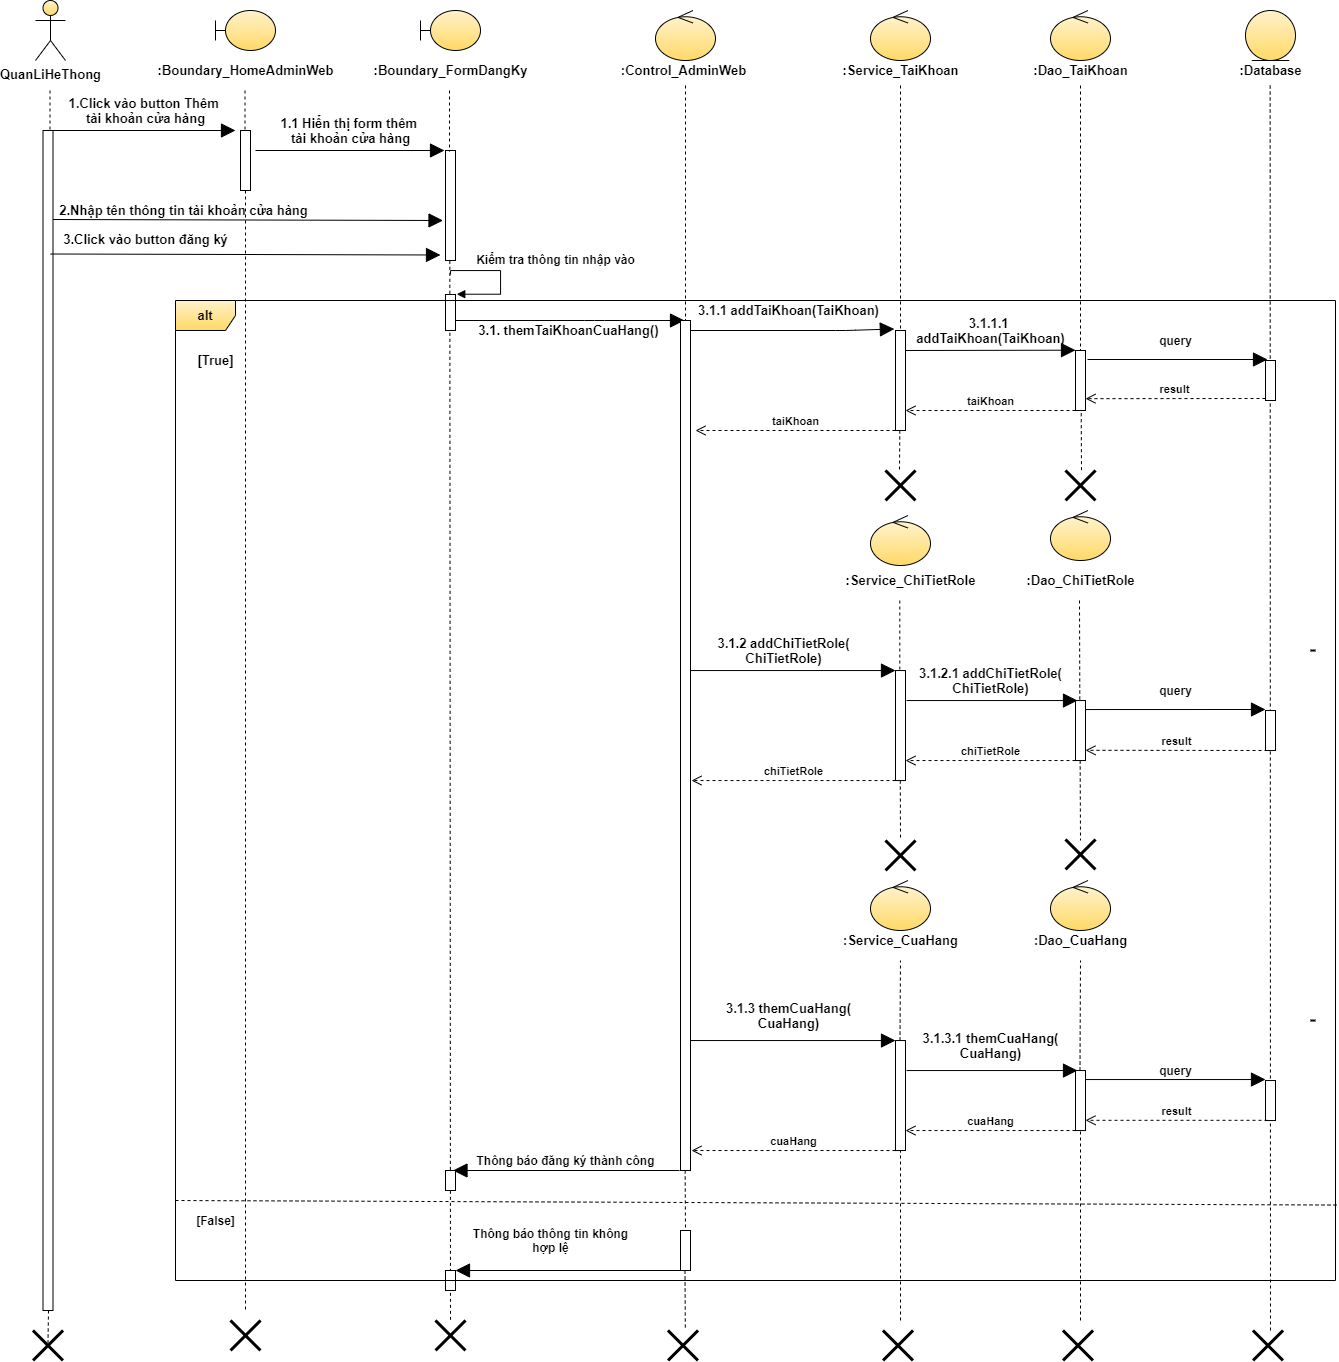 QuanLiHeThong
:Boundary_HomeAdminWeb
:Boundary_FormDangKy
:Control_AdminWeb
:Service_TaiKhoan
:Dao_TaiKhoan
:Database
1.Click vào button Thêm
tài khoản cửa hàng
1.1 Hiển thị form thêm
tài khoản cửa hàng
2.Nhập tên thông tin tài khoản cửa hàng
3.Click vào button đăng ký
Kiểm tra thông tin nhập vào
alt
[True]
3.1. themTaiKhoanCuaHang()
3.1.1 addTaiKhoan(TaiKhoan)
3.1.1.1
addTaiKhoan(TaiKhoan)
query
result
taiKhoan
taiKhoan
:Service_ChiTietRole
:Dao_ChiTietRole
3.1.2 addChiTietRole(
ChiTietRole)
3.1.2.1 addChiTietRole(
ChiTietRole)
query
result
chiTietRole
chiTietRole
:Service_CuaHang
:Dao_CuaHang
3.1.3 themCuaHang(
CuaHang)
3.1.3.1 themCuaHang(
CuaHang)
query
result
cuaHang
cuaHang
Thông báo đăng ký thành công
[False]
Thông báo thông tin không
hợp lệ